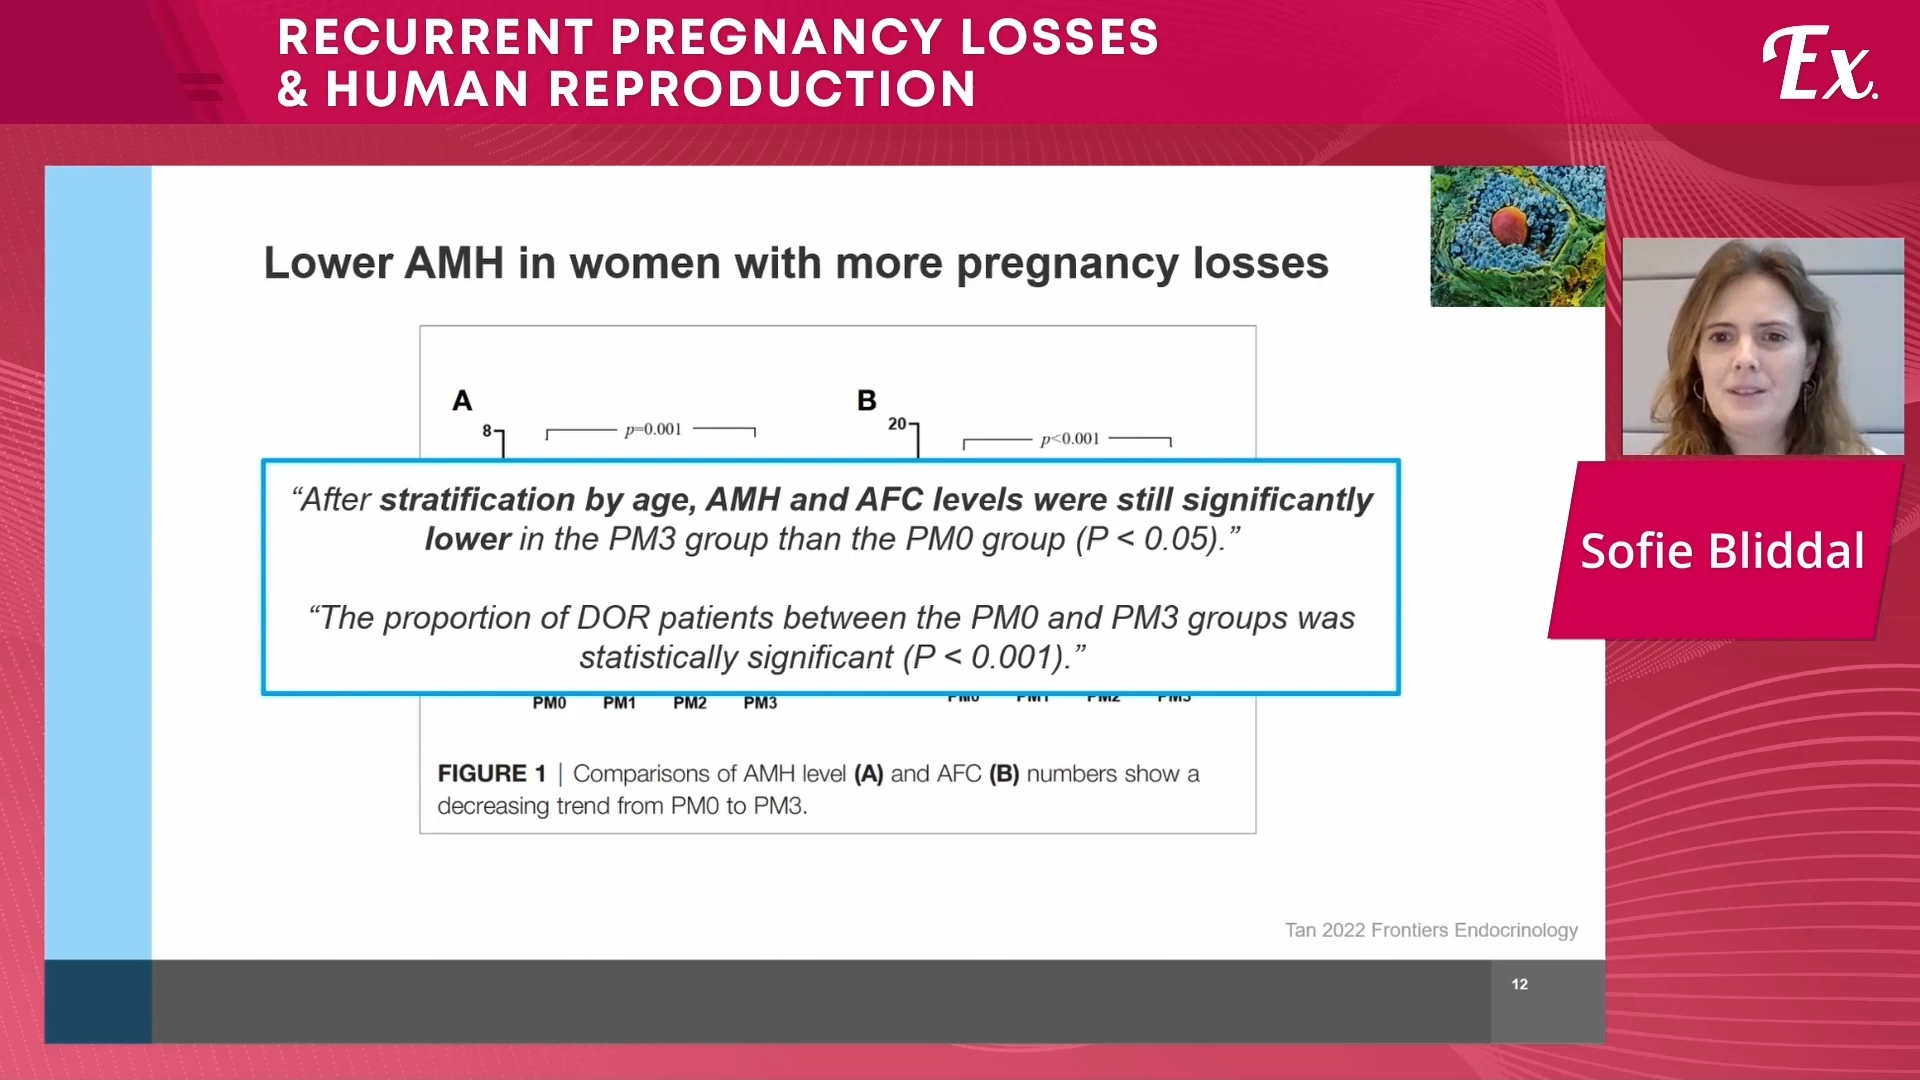 RECURRENT PREGNANCY LOSSES
& HUMAN REPRODUCTION
Ex.
Lower AMH in women with more pregnancy losses
A
8
p=0.001
B
20
p<0.001
“After stratification by age, AMH and AFC levels were still significantly
lower in the PM3 group than the PM0 group (P < 0.05).”
“The proportion of DOR patients between the PM0 and PM3 groups was
statistically significant (P < 0.001).”
PM0 PM1 PM2 PM3
PM0 PM1 PM2 PM3
FIGURE 1 | Comparisons of AMH level (A) and AFC (B) numbers show a
decreasing trend from PM0 to PM3.
Tan 2022 Frontiers Endocrinology
12
Sofie Bliddal